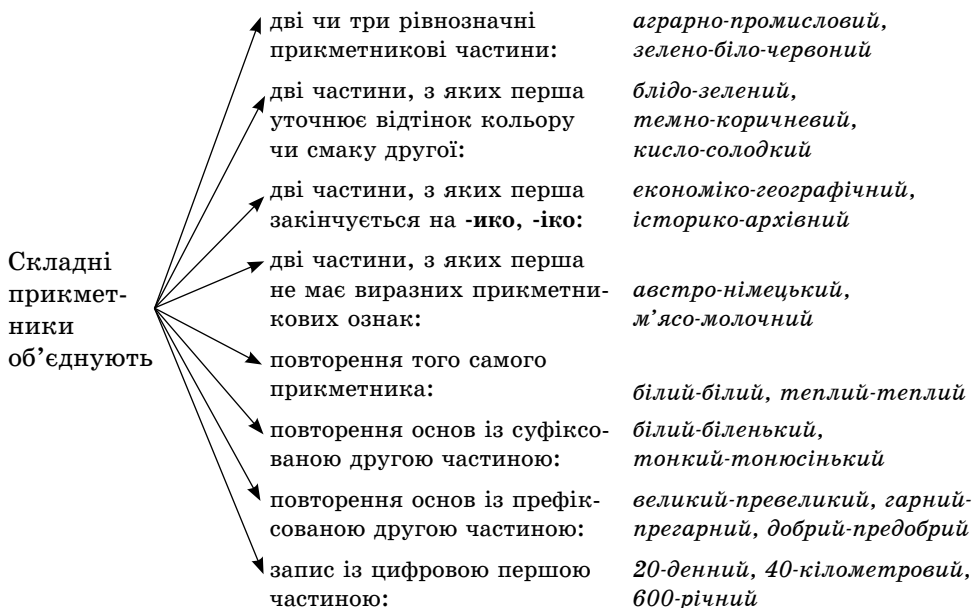 дві чи три рівнозначні аграрно-промисловий,
прикметникові частини: зелено-біло-червоний
дві частини, з яких перша блідо-зелений,
уточнює відтінок кольору темно-коричневий,
чи смаку другої: кисло-солодкий
дві частини, з яких перша економіко-географічний,
закінчується на -ико, -іко: історико-архівний
Складні
прикмет-
ники
об’єднують
дві частини, з яких перша
не має виразних прикметни- австро-німецький,
кових ознак: м’ясо-молочний
повторення того самого
прикметника: білий-білий, теплий-теплий
повторення основ із суфіксо- білий-біленький,
ваною другою частиною: тонкий-тонюсінький
повторення основ із префік- великий-превеликий, гарний-
сованою другою частиною: прегарний, добрий-предобрий
запис із цифровою першою 20-денний, 40-кілометровий,
частиною: 600-річний